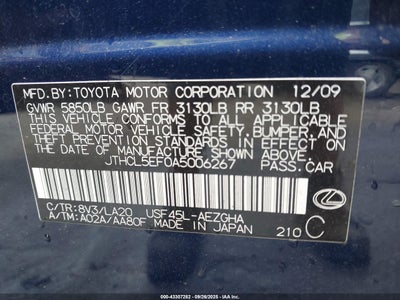 MFD.BY:TOYOTA MOTOR CORPORATION 12/09
GVWR 5850LB GAWR FR 3130LB RR 3130LB
THIS VEHICLE CONFORMS TO ALL APPLICABLE
FEDERAL MOTOR VEHICLE SAFETY, BUMPER, AND
THEFT PREVENTION STANDARDS IN EFFECT ON
THE DATE OF MANUFACTURE SHOWN ABOVE.
JTHCL5EF0A5006267 PASS.CAR
C/TR:8V3/LA20 USF45L-AEZGHA
A/TM:A02A/AA80F MADE IN JAPAN 210 C
ID: 000-43307282 @ (09/26/2025) © IAA